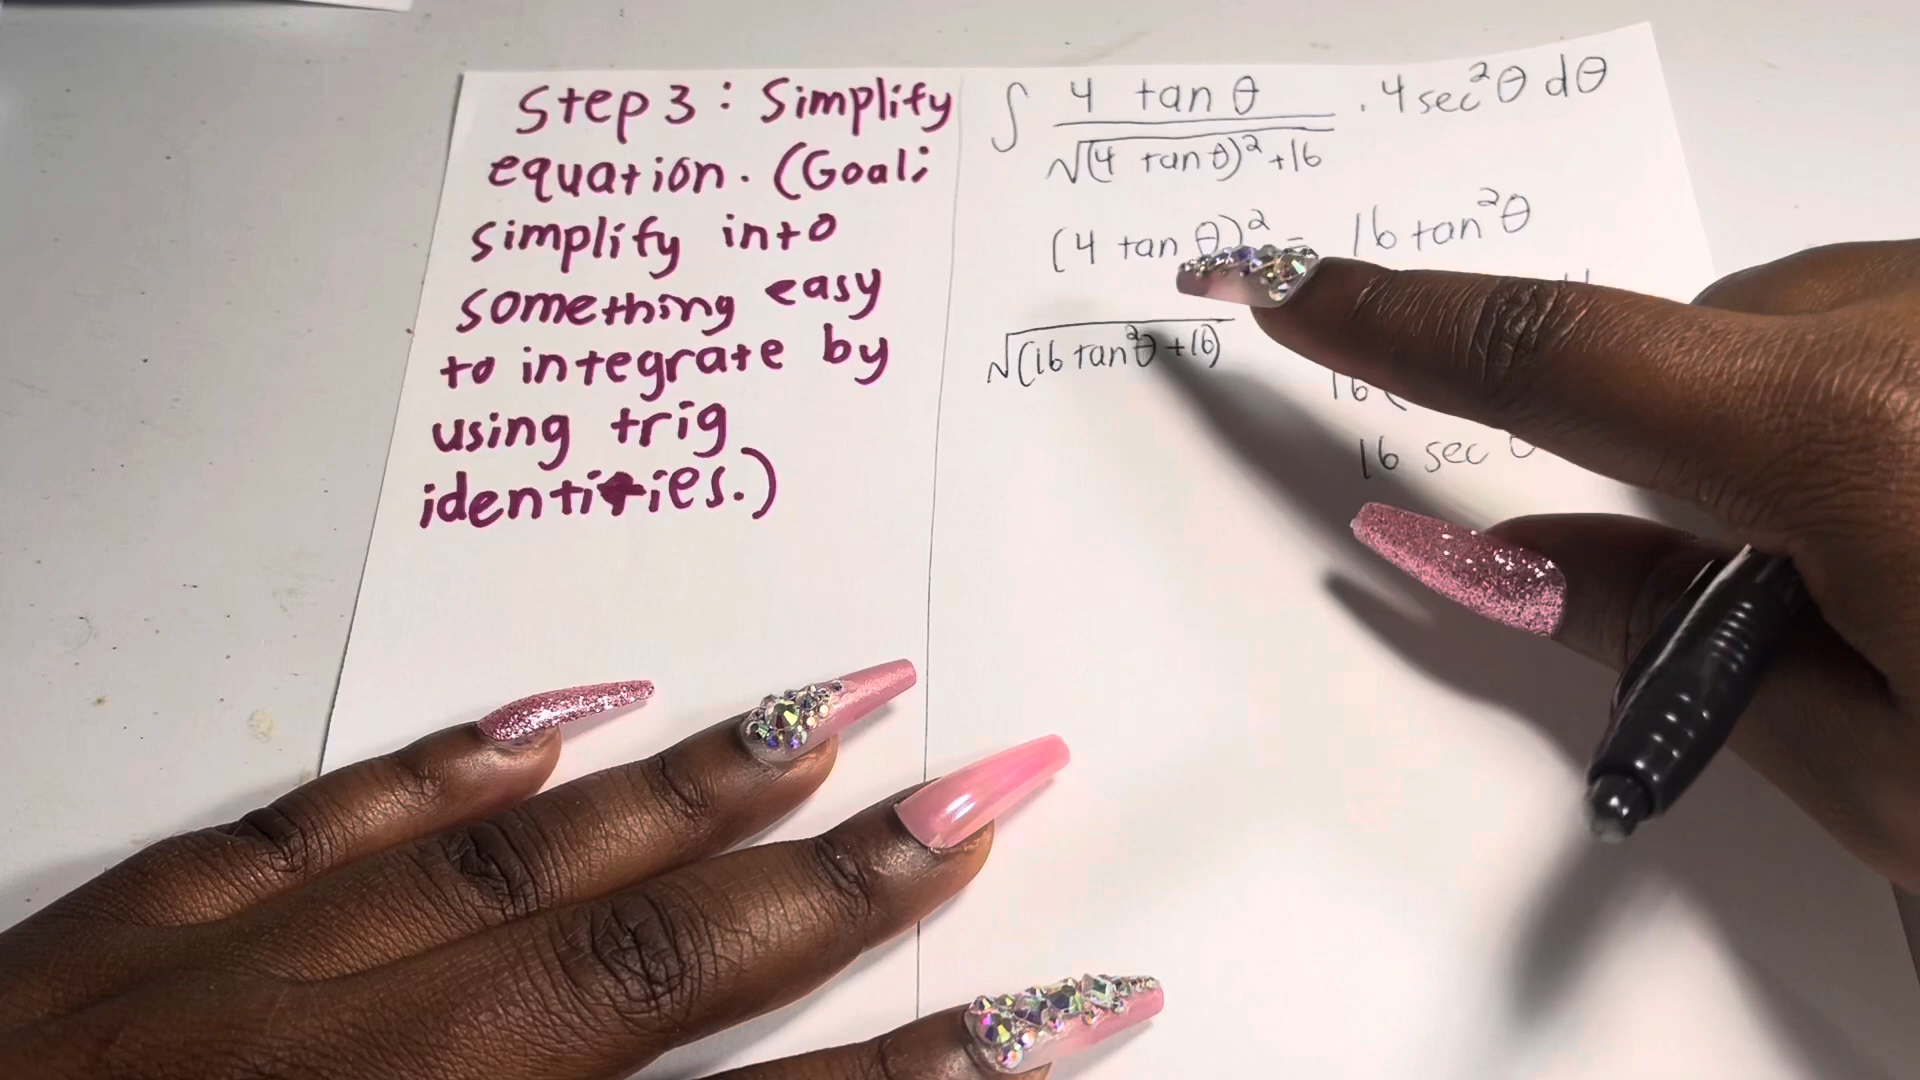 Step 3: Simplify
equation. (Goal;
simplify into
something easy
to integrate by
using trig
identities.)
∫ 4 tan θ / √(4 tan θ)² + 16 · 4 sec² θ dθ
(4 tan θ)² = 16 tan² θ
√(16 tan² θ + 16)
16(
16 sec